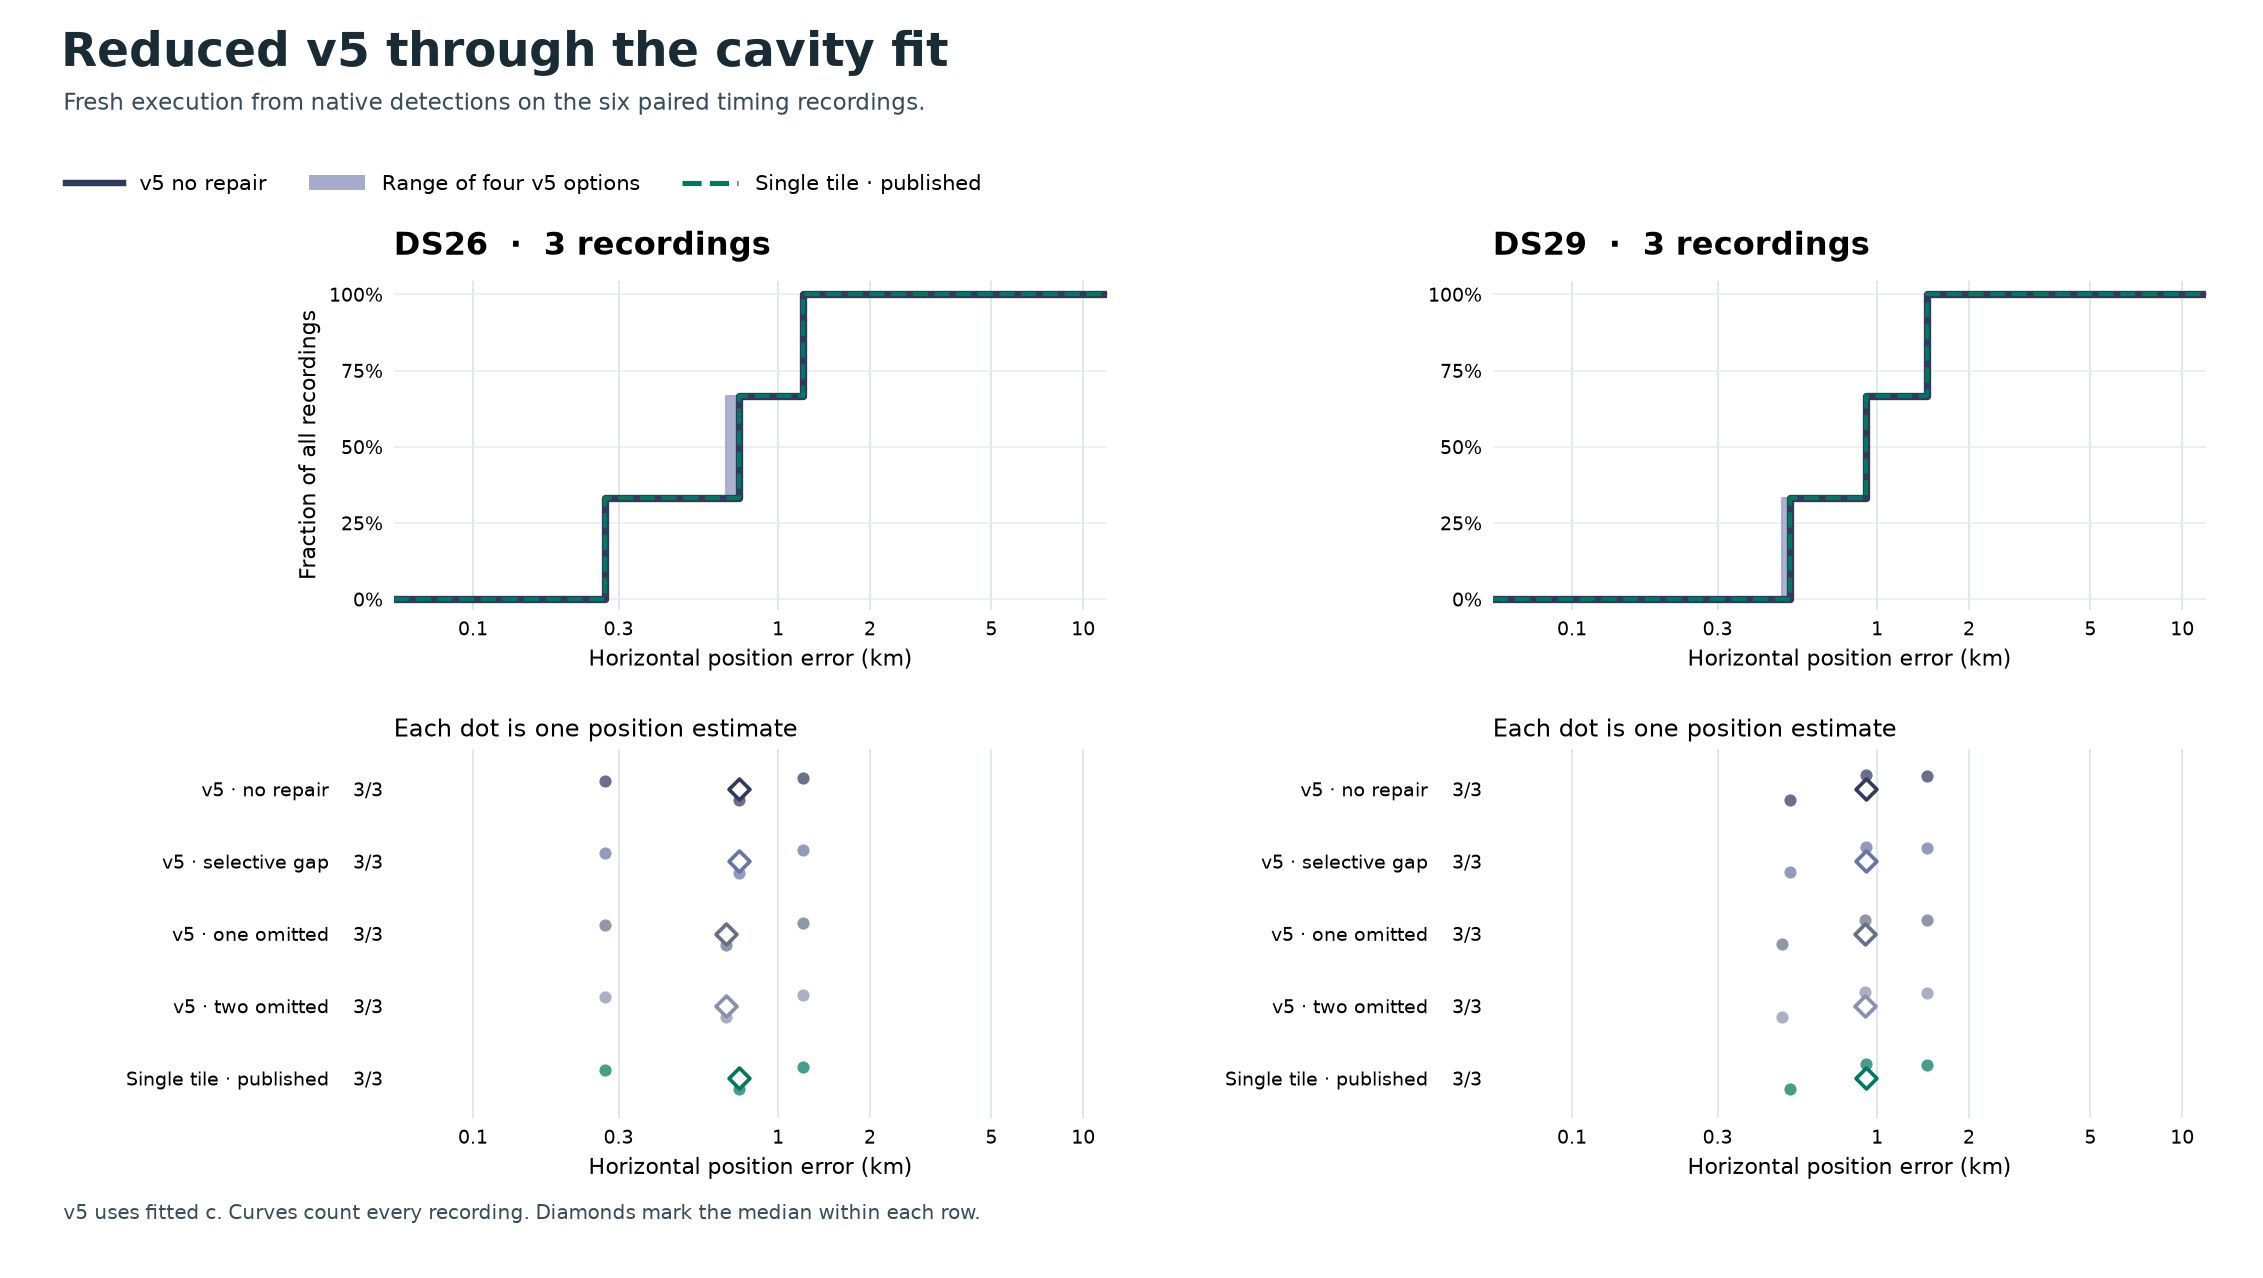 Reduced v5 through the cavity fit
Fresh execution from native detections on the six paired timing recordings.
v5 no repair
Range of four v5 options
Single tile · published
DS26 · 3 recordings
Fraction of all recordings
100%
75%
50%
25%
0%
0.1 0.3 1 2 5 10
Horizontal position error (km)
DS29 · 3 recordings
100%
75%
50%
25%
0%
0.1 0.3 1 2 5 10
Horizontal position error (km)
Each dot is one position estimate
v5 · no repair 3/3
v5 · selective gap 3/3
v5 · one omitted 3/3
v5 · two omitted 3/3
Single tile · published 3/3
0.1 0.3 1 2 5 10
Horizontal position error (km)
Each dot is one position estimate
v5 · no repair 3/3
v5 · selective gap 3/3
v5 · one omitted 3/3
v5 · two omitted 3/3
Single tile · published 3/3
0.1 0.3 1 2 5 10
Horizontal position error (km)
v5 uses fitted c. Curves count every recording. Diamonds mark the median within each row.